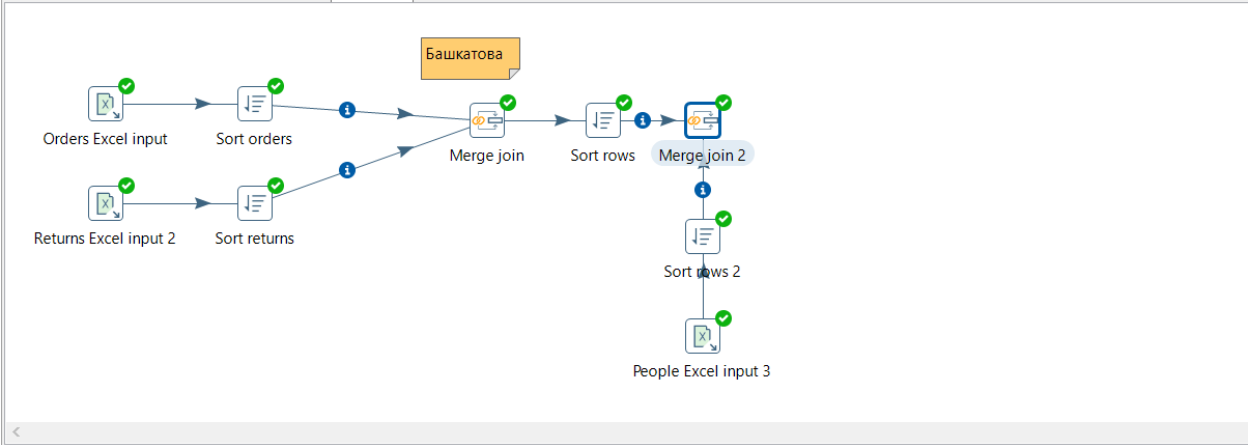 Башкатова
Orders Excel input
Sort orders
Merge join
Sort rows
Merge join 2
Returns Excel input 2
Sort returns
Sort rows 2
People Excel input 3